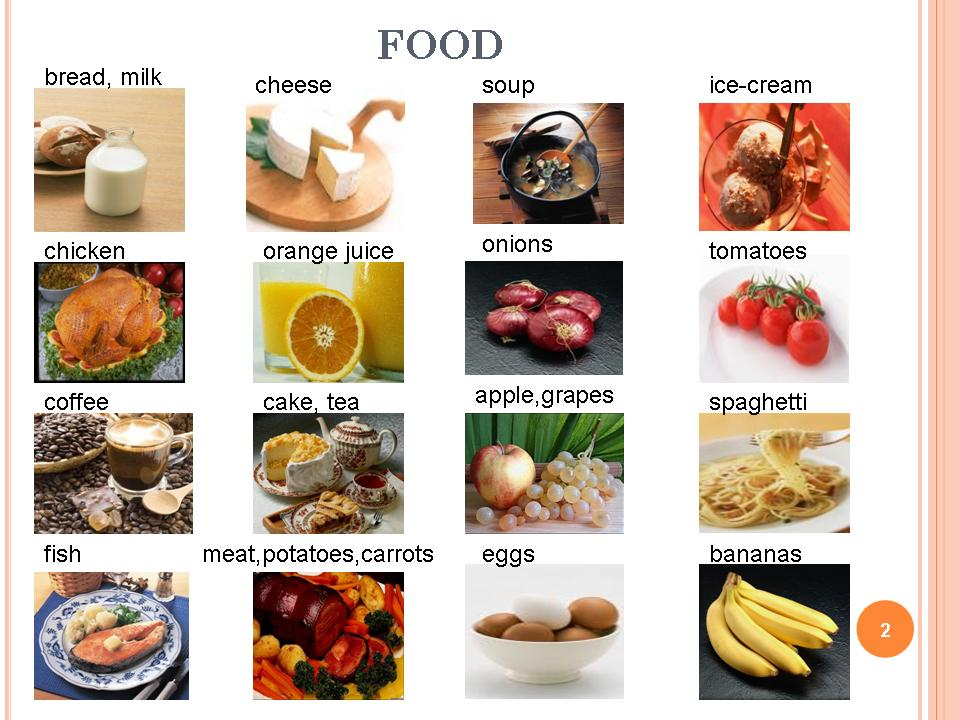 FOOD
bread, milk
cheese
soup
ice-cream
chicken
orange juice
onions
tomatoes
coffee
cake, tea
apple,grapes
spaghetti
fish
meat,potatoes,carrots
eggs
bananas
2